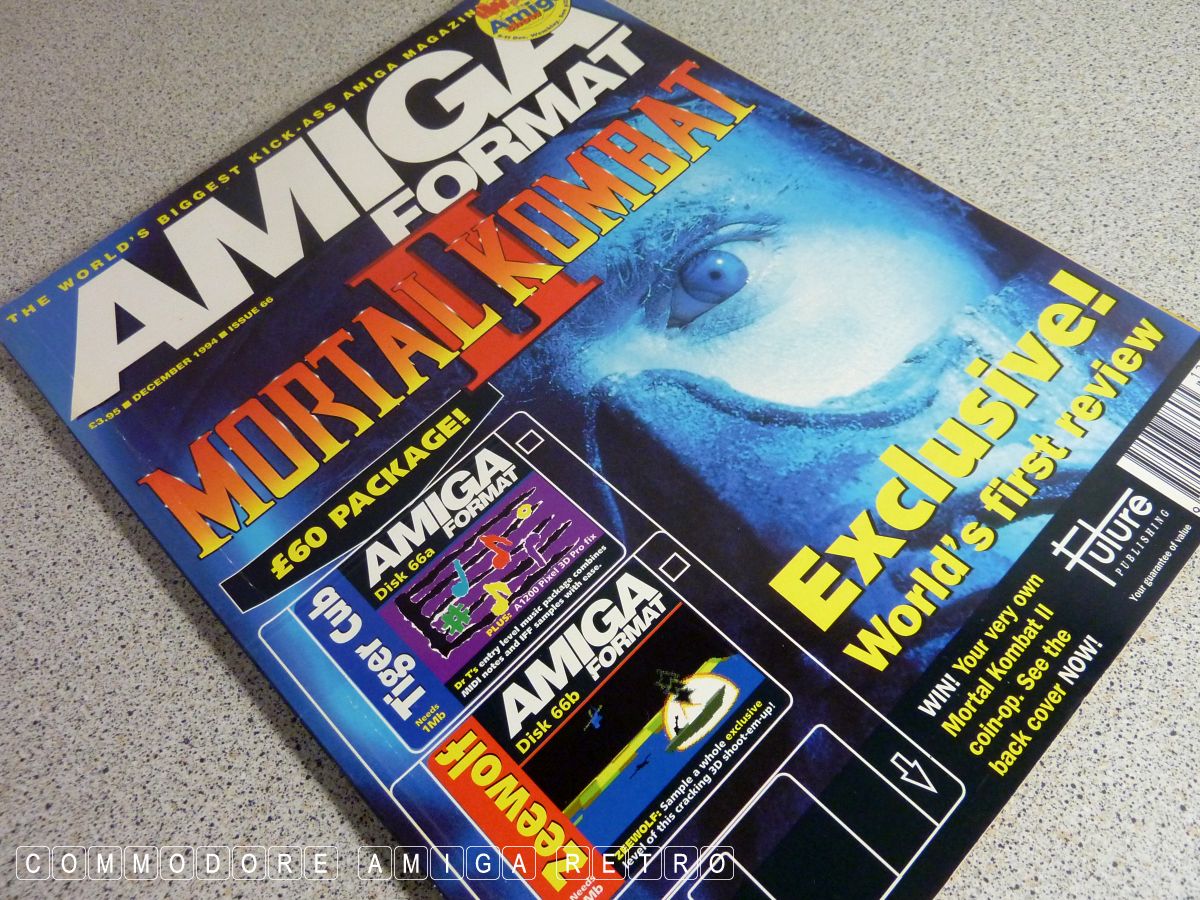 THE WORLD'S BIGGEST KICK-ASS AMIGA MAGAZINE
Amiga
AMIGA
FORMAT
£3.95 ■ DECEMBER 1994 ■ ISSUE 66
MORTAL II KOMBAT
£60 PACKAGE!
AMIGA
FORMAT
Disk 66a
PLUS: A1200 Pixel 3D Pro fix
Tiger Cub
Needs
1Mb
Dr T's entry level music package combines
MIDI notes and IFF samples with ease.
AMIGA
FORMAT
Disk 66b
Zeewolf
Needs
1Mb
ZEEWOLF: Sample a whole exclusive
level of this cracking 3D shoot-em-up!
Exclusive!
World's first review
Future
PUBLISHING
Your guarantee of value
WIN! Your very own
Mortal Kombat II
coin-op. See the
back cover NOW!
COMMODORE AMIGA RETRO